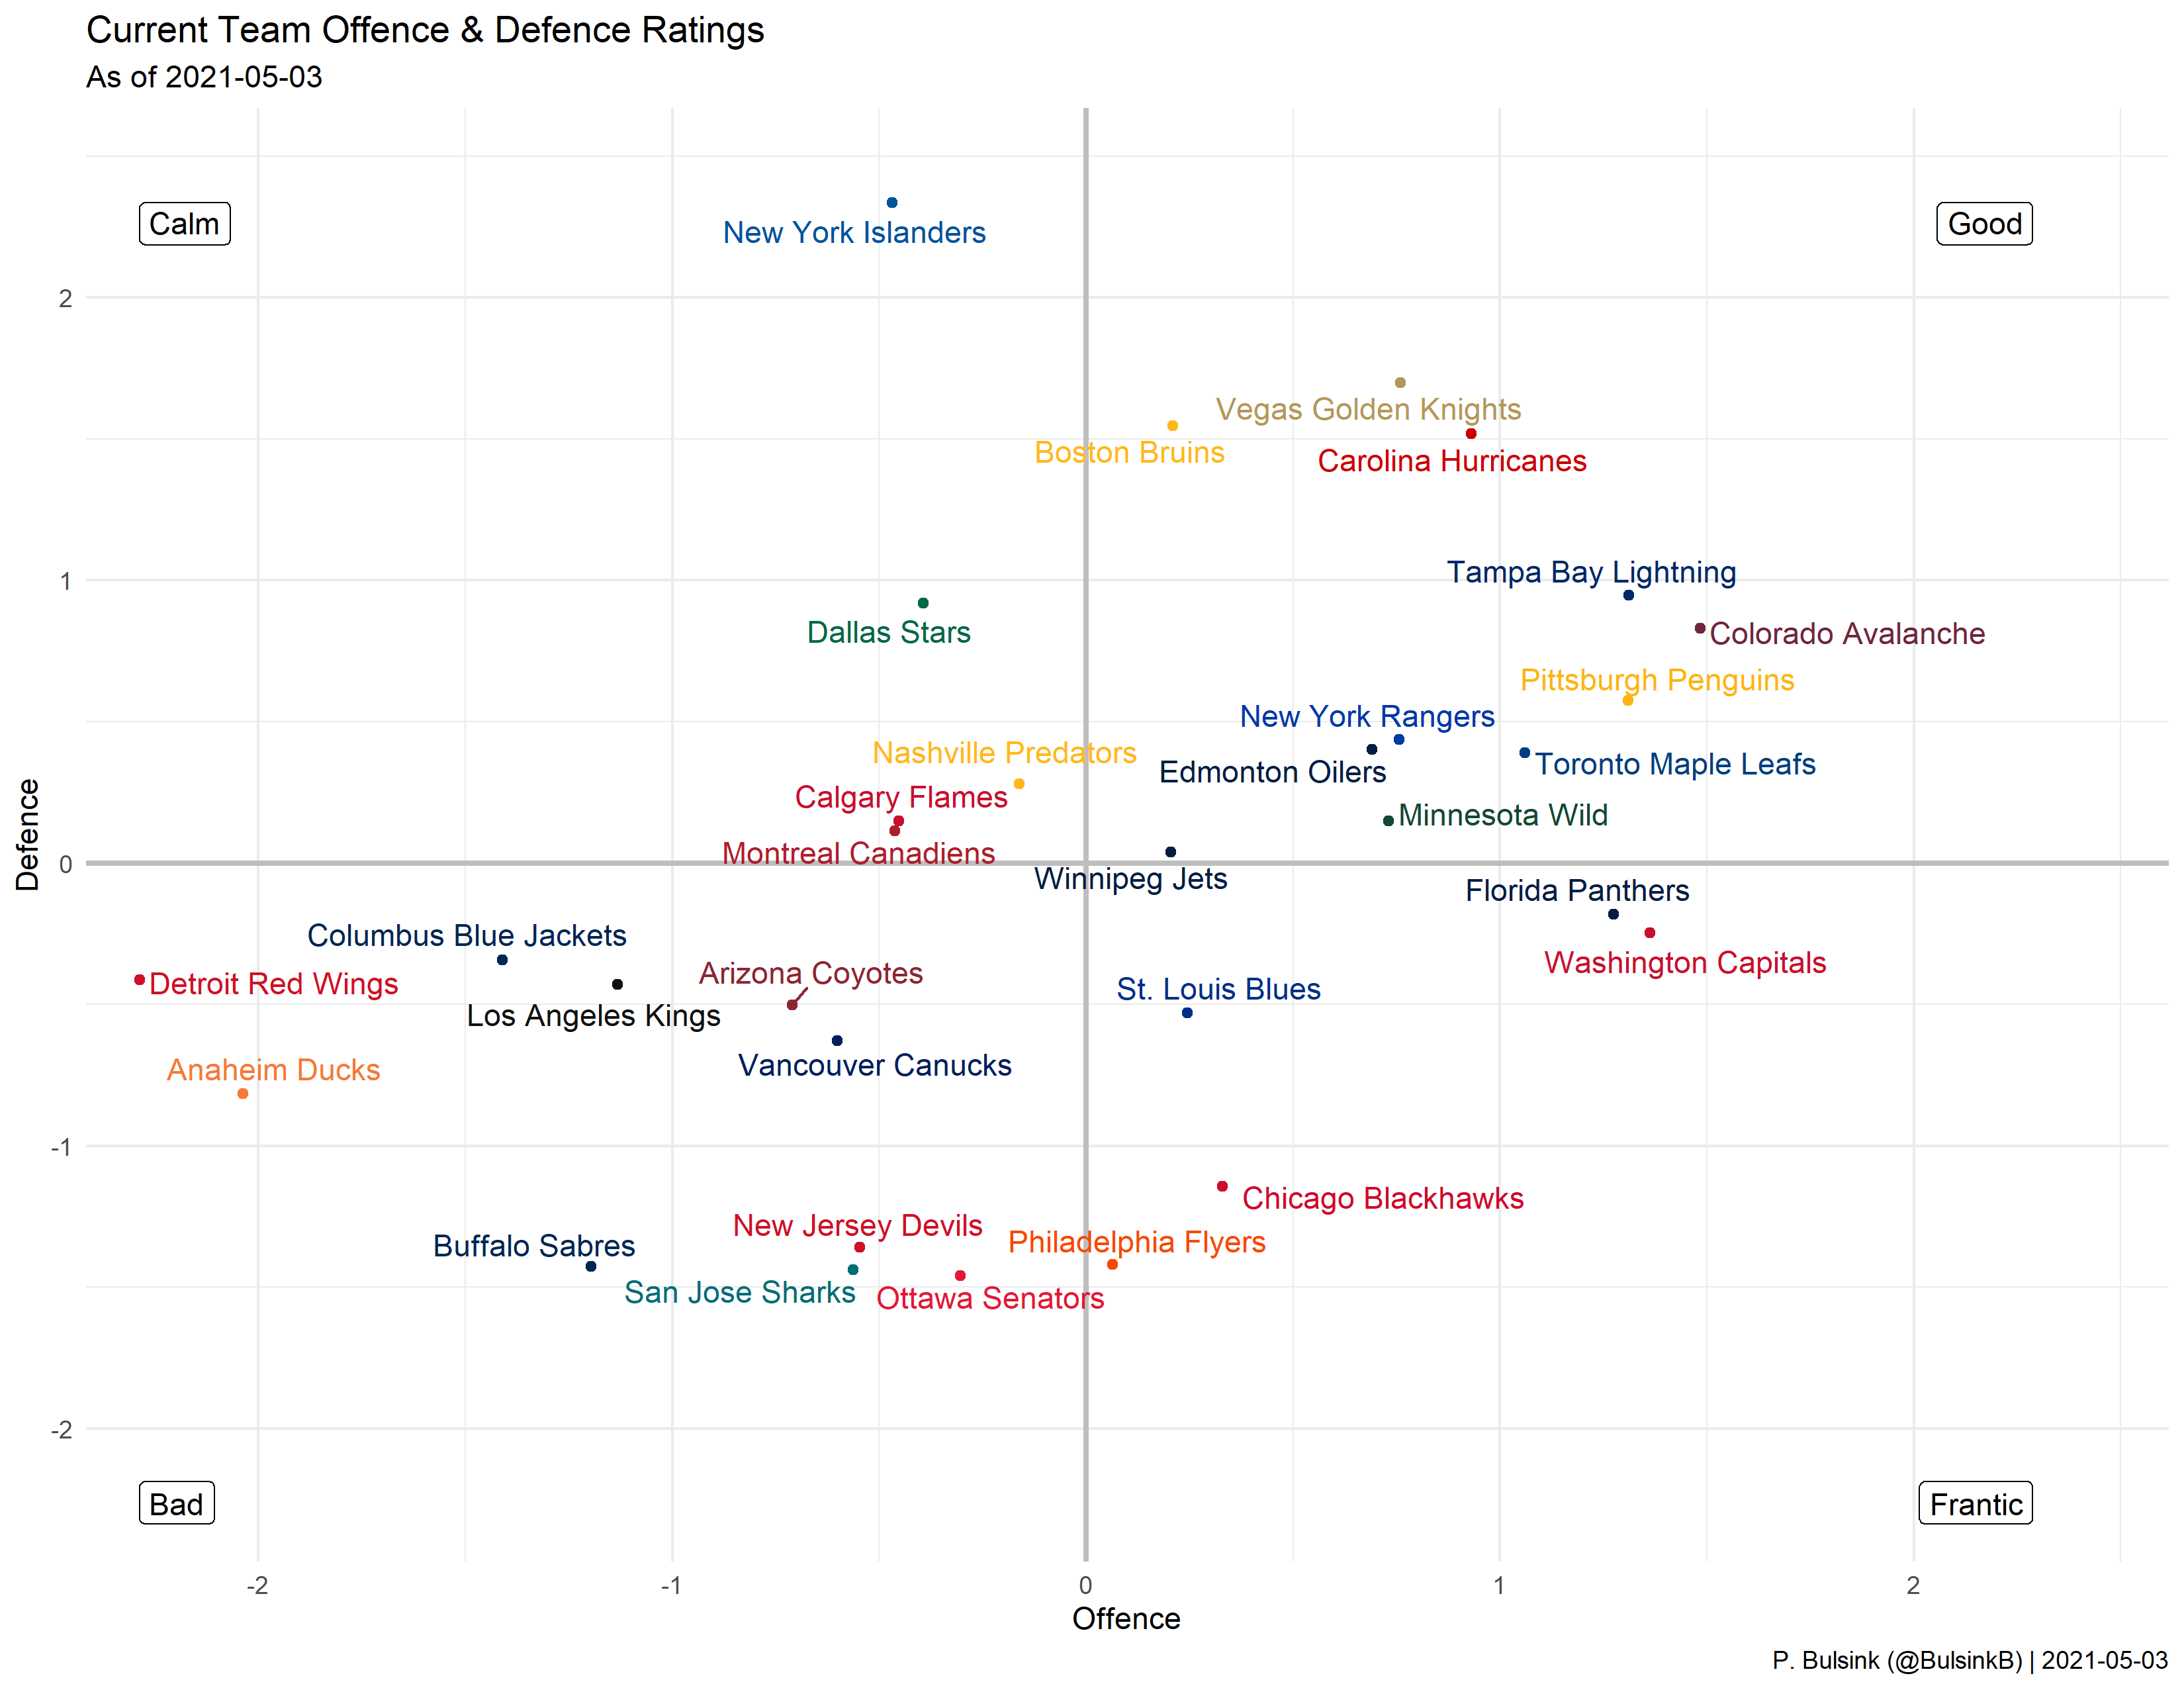 Current Team Offence & Defence Ratings
As of 2021-05-03
Calm
Good
New York Islanders
2
Vegas Golden Knights
Boston Bruins
Carolina Hurricanes
Tampa Bay Lightning
1
Dallas Stars
Colorado Avalanche
Pittsburgh Penguins
New York Rangers
Nashville Predators
Edmonton Oilers
Toronto Maple Leafs
Calgary Flames
Minnesota Wild
Montreal Canadiens
Defence
0
Winnipeg Jets
Florida Panthers
Columbus Blue Jackets
Washington Capitals
Arizona Coyotes
Detroit Red Wings
St. Louis Blues
Los Angeles Kings
Vancouver Canucks
Anaheim Ducks
-1
Chicago Blackhawks
New Jersey Devils
Philadelphia Flyers
Buffalo Sabres
San Jose Sharks
Ottawa Senators
-2
Bad
Frantic
-2
-1
0
1
2
Offence
P. Bulsink (@BulsinkB) | 2021-05-03